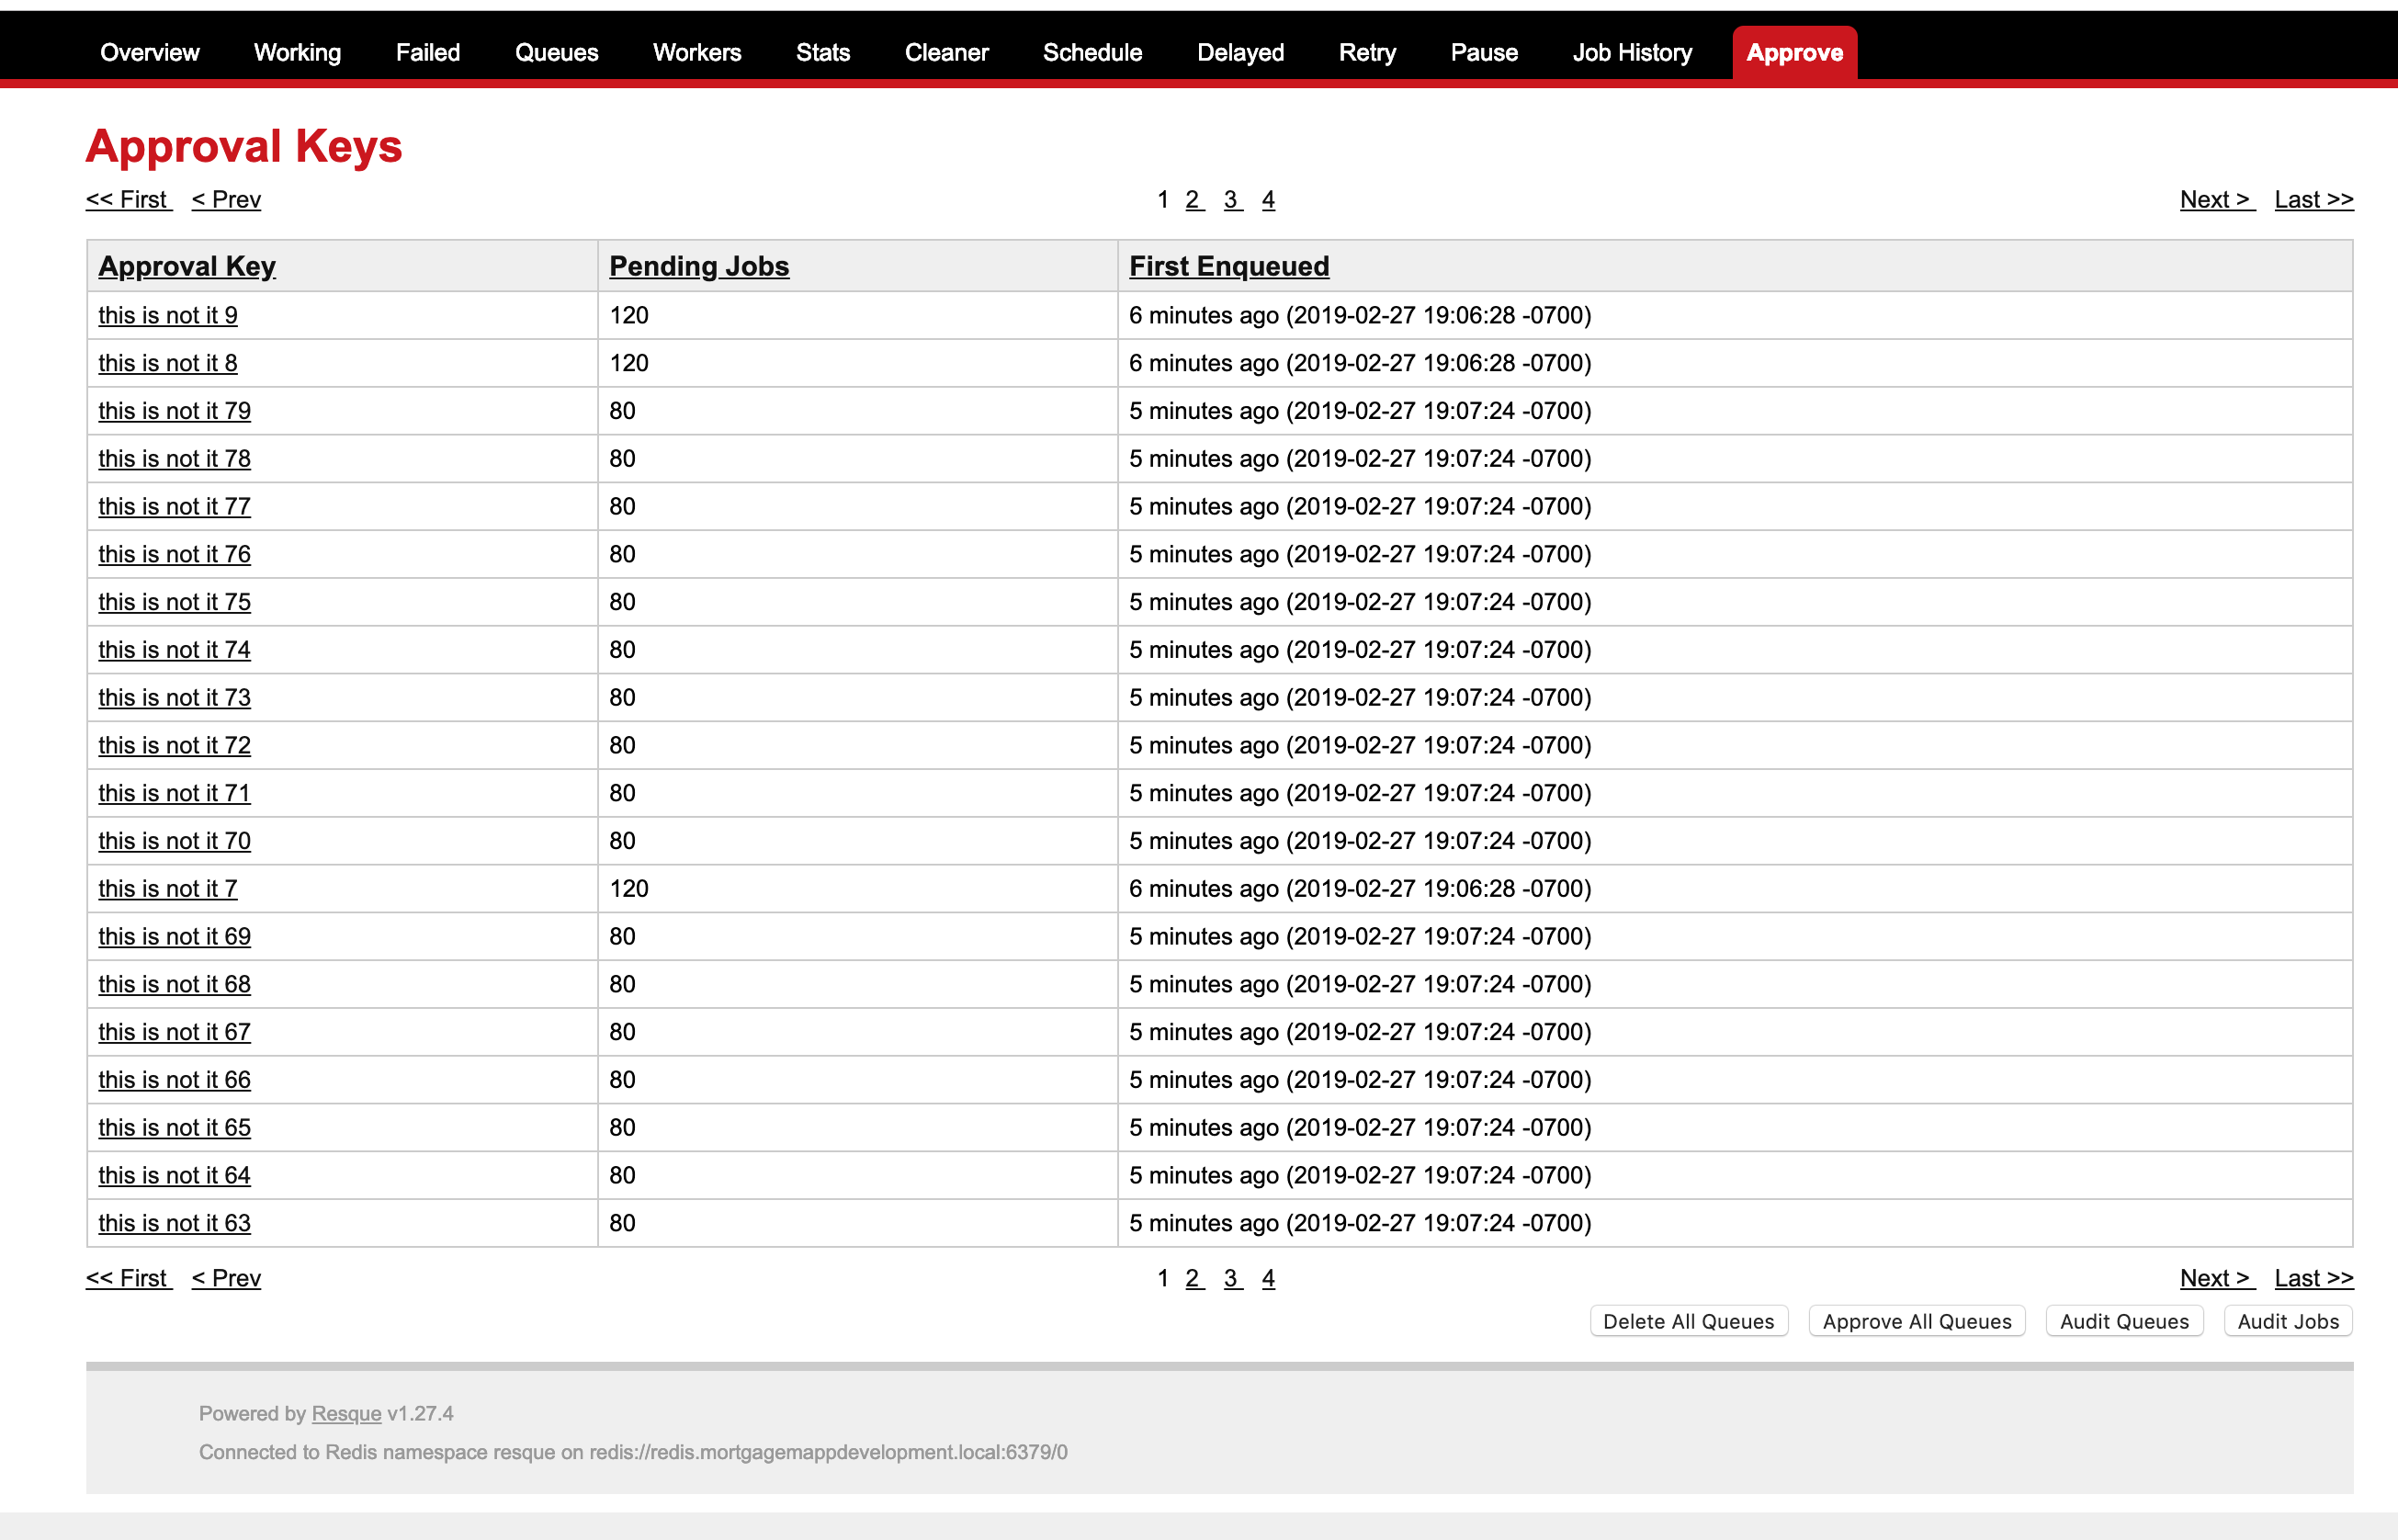 Overview Working Failed Queues Workers Stats Cleaner Schedule Delayed Retry Pause Job History Approve
Approval Keys
<< First < Prev 1 2 3 4 Next > Last >>
Approval Key Pending Jobs First Enqueued
this is not it 9 120 6 minutes ago (2019-02-27 19:06:28 -0700)
this is not it 8 120 6 minutes ago (2019-02-27 19:06:28 -0700)
this is not it 79 80 5 minutes ago (2019-02-27 19:07:24 -0700)
this is not it 78 80 5 minutes ago (2019-02-27 19:07:24 -0700)
this is not it 77 80 5 minutes ago (2019-02-27 19:07:24 -0700)
this is not it 76 80 5 minutes ago (2019-02-27 19:07:24 -0700)
this is not it 75 80 5 minutes ago (2019-02-27 19:07:24 -0700)
this is not it 74 80 5 minutes ago (2019-02-27 19:07:24 -0700)
this is not it 73 80 5 minutes ago (2019-02-27 19:07:24 -0700)
this is not it 72 80 5 minutes ago (2019-02-27 19:07:24 -0700)
this is not it 71 80 5 minutes ago (2019-02-27 19:07:24 -0700)
this is not it 70 80 5 minutes ago (2019-02-27 19:07:24 -0700)
this is not it 7 120 6 minutes ago (2019-02-27 19:06:28 -0700)
this is not it 69 80 5 minutes ago (2019-02-27 19:07:24 -0700)
this is not it 68 80 5 minutes ago (2019-02-27 19:07:24 -0700)
this is not it 67 80 5 minutes ago (2019-02-27 19:07:24 -0700)
this is not it 66 80 5 minutes ago (2019-02-27 19:07:24 -0700)
this is not it 65 80 5 minutes ago (2019-02-27 19:07:24 -0700)
this is not it 64 80 5 minutes ago (2019-02-27 19:07:24 -0700)
this is not it 63 80 5 minutes ago (2019-02-27 19:07:24 -0700)
<< First < Prev 1 2 3 4 Next > Last >>
Delete All Queues Approve All Queues Audit Queues Audit Jobs
Powered by Resque v1.27.4
Connected to Redis namespace resque on redis://redis.mortgagemappdevelopment.local:6379/0